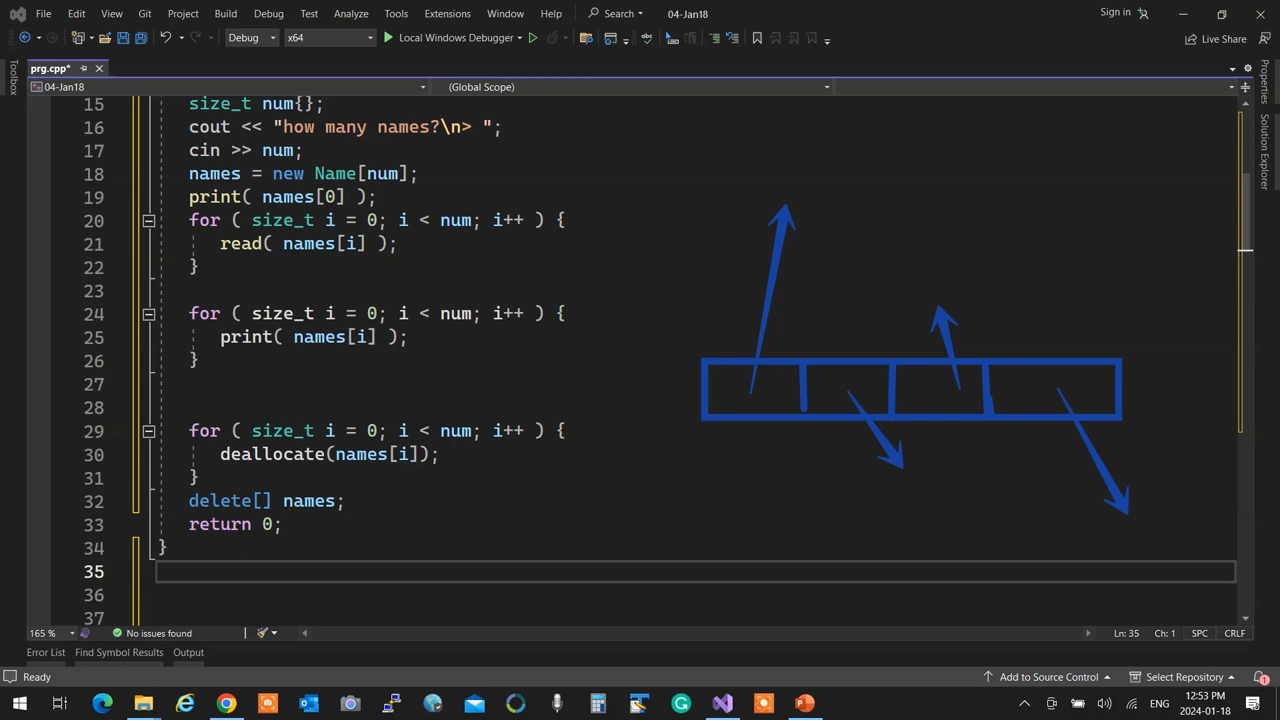 File Edit View Git Project Build Debug Test Analyze Tools Extensions Window Help Search 04-Jan18 Sign in
Debug x64 Local Windows Debugger Live Share
prg.cpp*
04-Jan18 (Global Scope)
Toolbox
Properties
Solution Explorer
15 size_t num{};
16 cout << "how many names?\n> ";
17 cin >> num;
18 names = new Name[num];
19 print( names[0] );
20 for ( size_t i = 0; i < num; i++ ) {
21 read( names[i] );
22 }
23
24 for ( size_t i = 0; i < num; i++ ) {
25 print( names[i] );
26 }
27
28
29 for ( size_t i = 0; i < num; i++ ) {
30 deallocate(names[i]);
31 }
32 delete[] names;
33 return 0;
34 }
35
36
37
165 % No issues found Ln: 35 Ch: 1 SPC CRLF
Error List Find Symbol Results Output
Ready Add to Source Control Select Repository 1
ENG 12:53 PM
2024-01-18